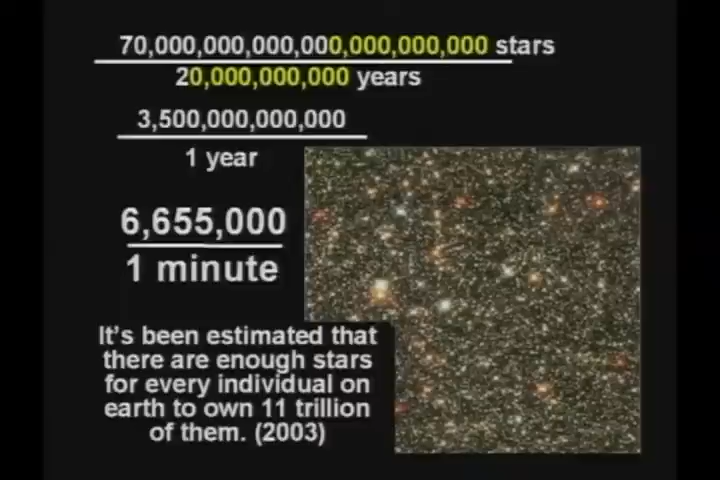 70,000,000,000,000,000,000,000 stars
20,000,000,000 years
3,500,000,000,000
1 year
6,655,000
1 minute
It's been estimated that
there are enough stars
for every individual on
earth to own 11 trillion
of them. (2003)